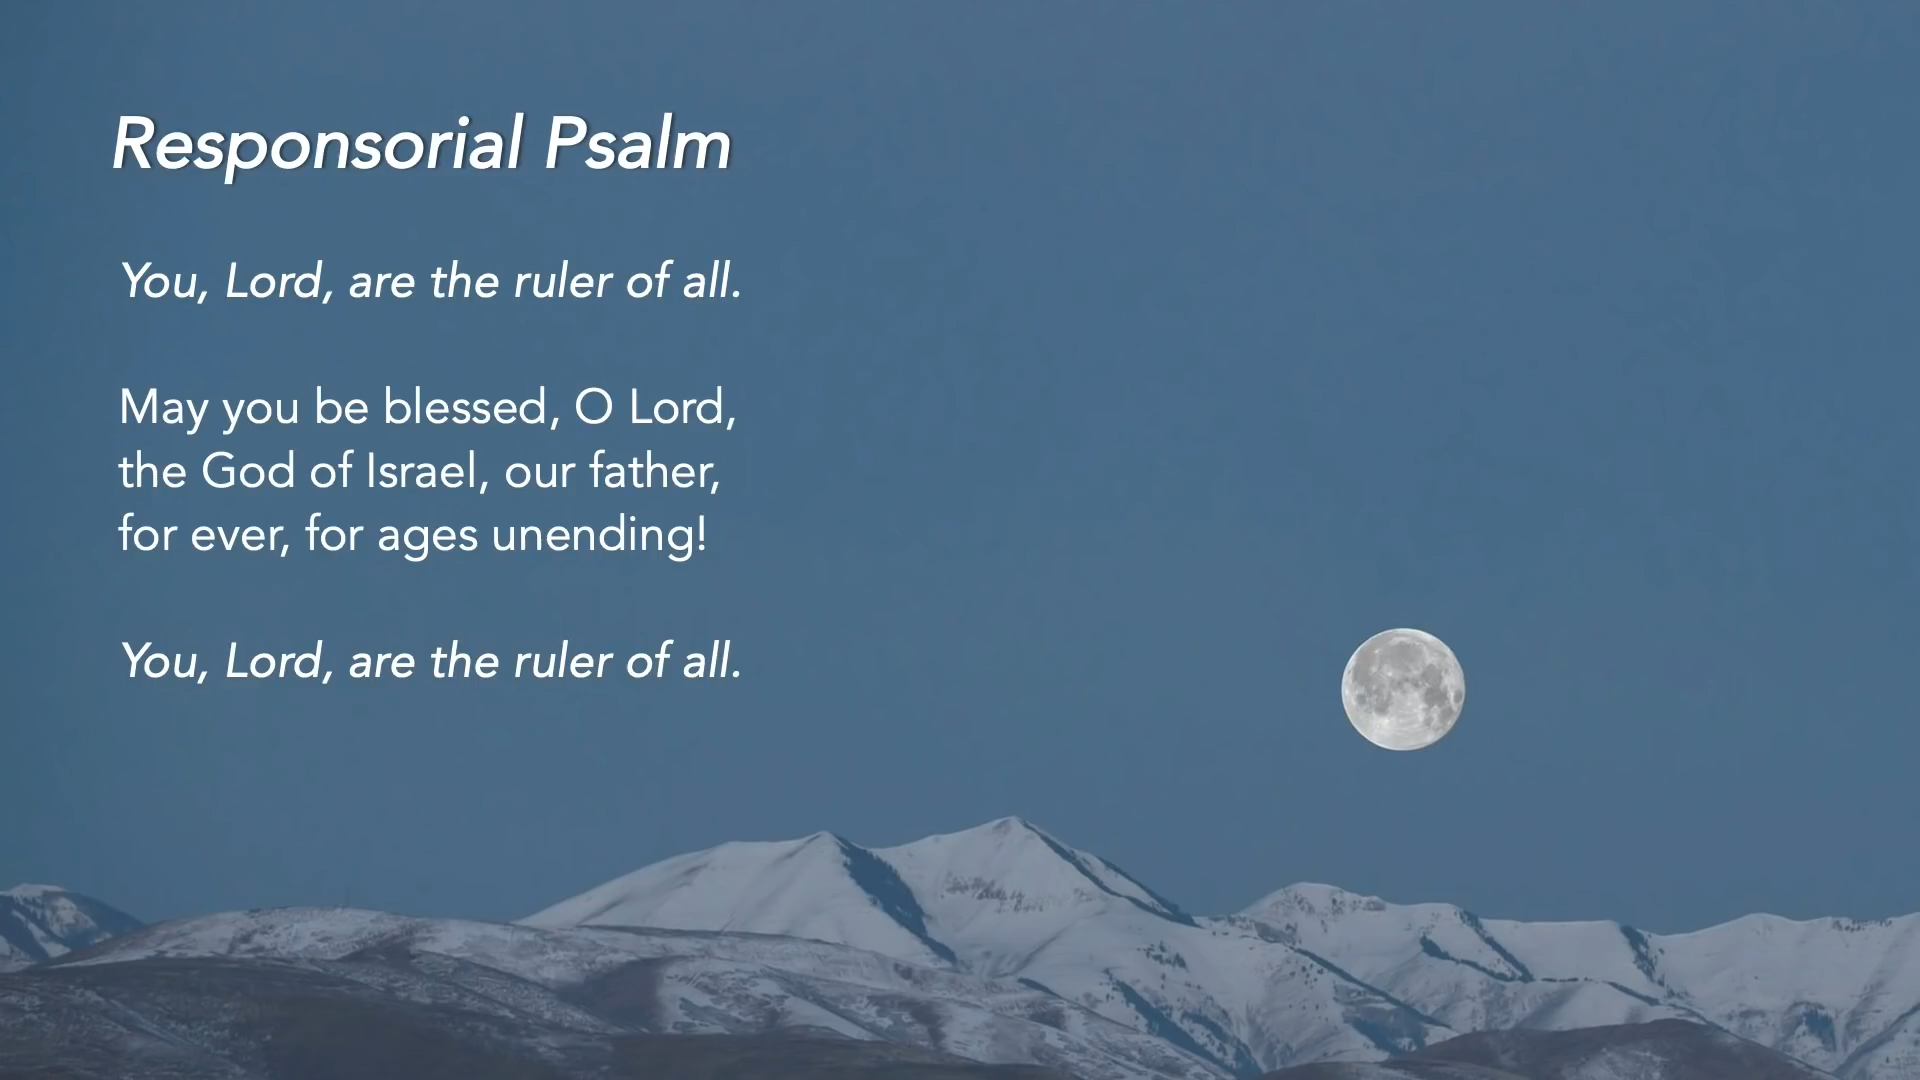 Responsorial Psalm
You, Lord, are the ruler of all.
May you be blessed, O Lord,
the God of Israel, our father,
for ever, for ages unending!
You, Lord, are the ruler of all.